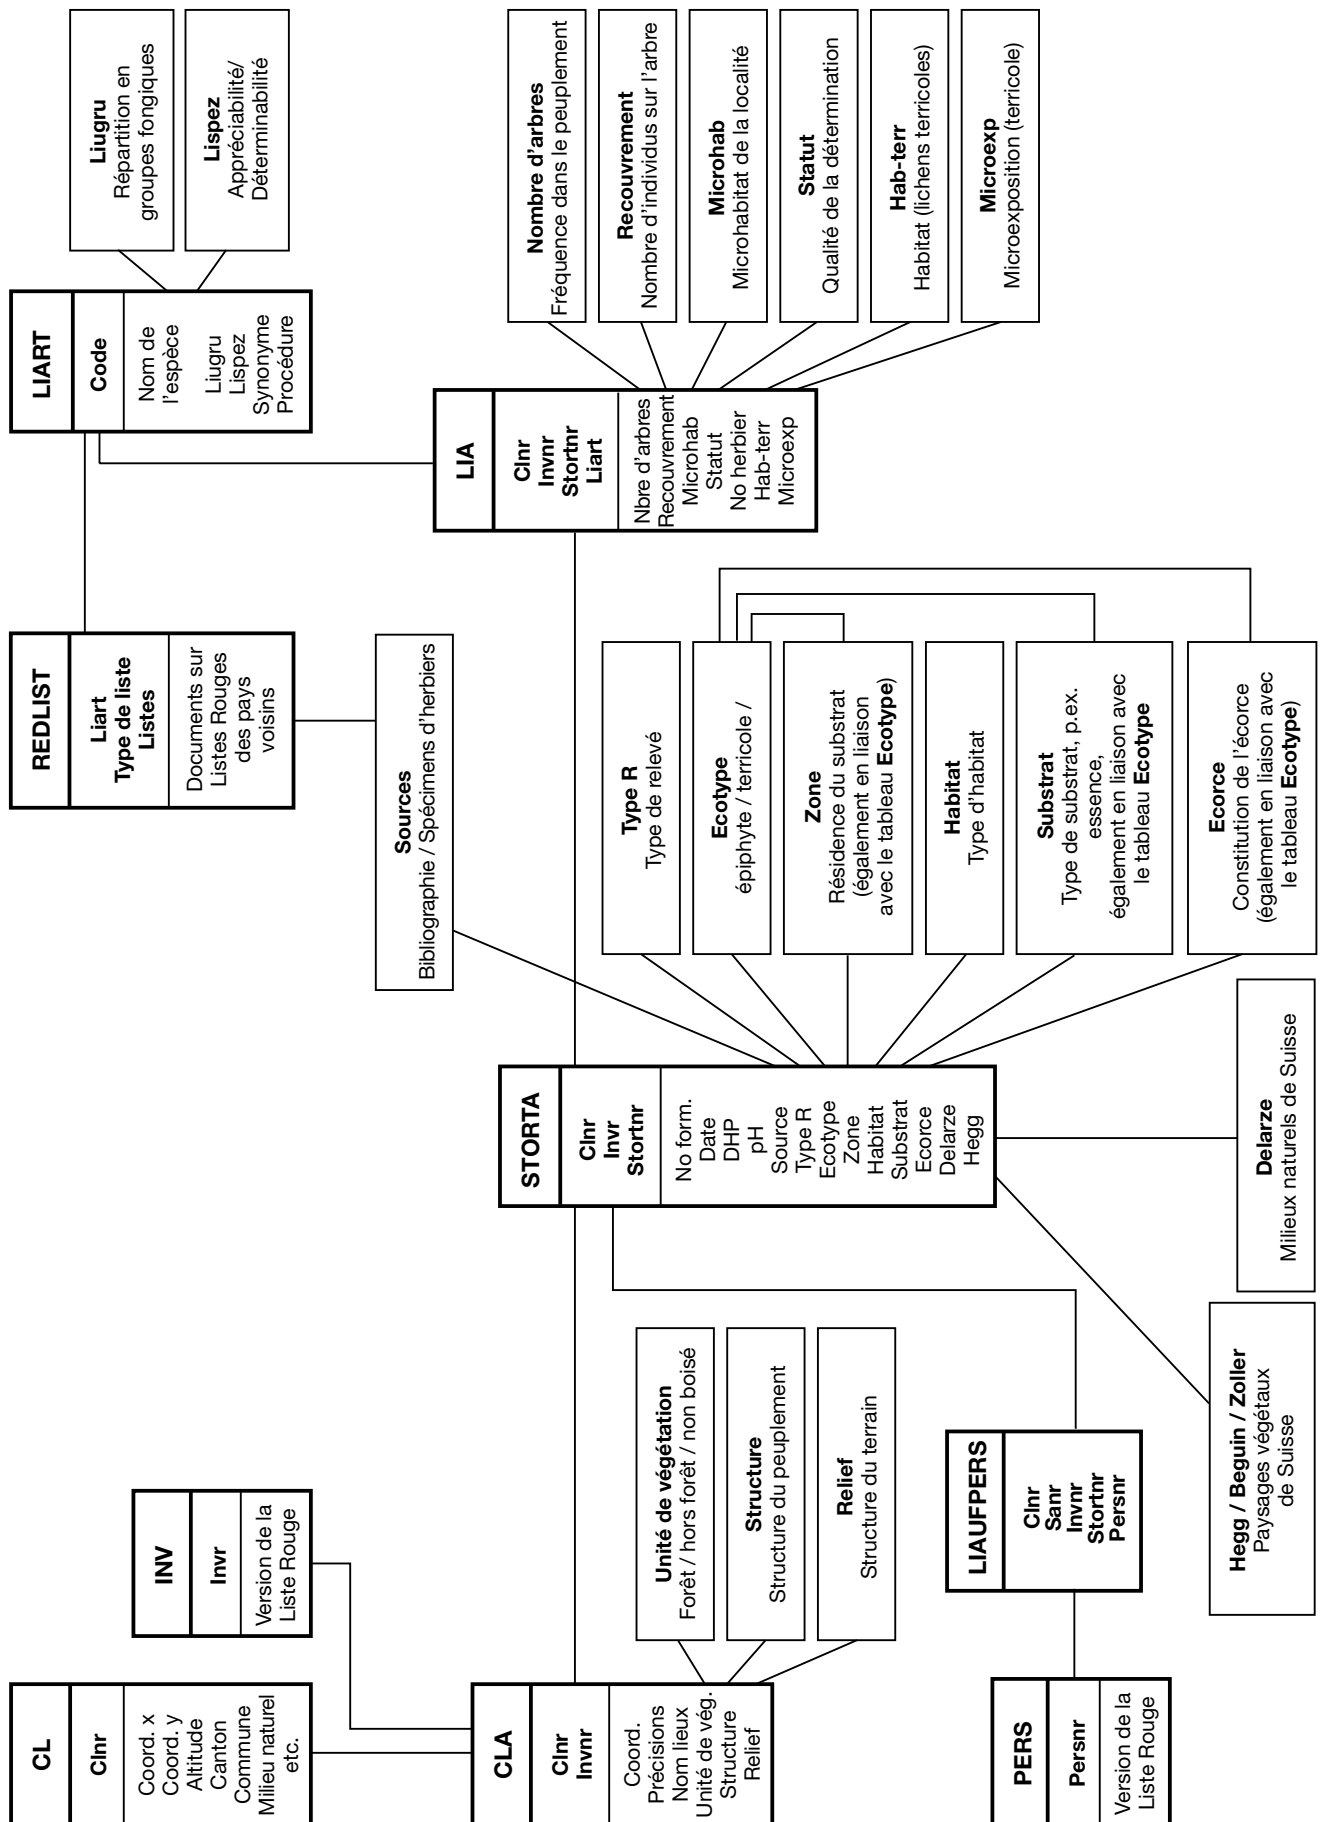 CL
Clnr
Coord. x
Coord. y
Altitude
Canton
Commune
Milieu naturel
etc.
INV
Invr
Version de la
Liste Rouge
REDLIST
Liart
Type de liste
Listes
Documents sur
Listes Rouges
des pays
voisins
LIART
Code
Nom de
l'espèce
Liugru
Lispez
Synonyme
Procédure
Liugru
Répartition en
groupes fongiques
Lispez
Appréciabilité/
Déterminabilité
Sources
Bibliographie / Spécimens d'herbiers
CLA
Clnr
Invnr
Coord.
Précisions
Nom lieux
Unité de vég.
Structure
Relief
Unité de végétation
Forêt / hors forêt / non boisé
Structure
Structure du peuplement
Relief
Structure du terrain
STORTA
Clnr
Invr
Stortnr
No form.
Date
DHP
pH
Source
Type R
Ecotype
Zone
Habitat
Substrat
Ecorce
Delarze
Hegg
Type R
Type de relevé
Ecotype
épiphyte / terricole /
Zone
Résidence du substrat
(également en liaison
avec le tableau Ecotype)
Habitat
Type d'habitat
Substrat
Type de substrat, p.ex.
essence,
également en liaison avec
le tableau Ecotype
Ecorce
Constitution de l'écorce
(également en liaison avec
le tableau Ecotype)
LIA
Clnr
Invnr
Stortnr
Liart
Nbre d'arbres
Recouvrement
Microhab
Statut
No herbier
Hab-terr
Microexp
Nombre d'arbres
Fréquence dans le peuplement
Recouvrement
Nombre d'individus sur l'arbre
Microhab
Microhabitat de la localité
Statut
Qualité de la détermination
Hab-terr
Habitat (lichens terricoles)
Microexp
Microexposition (terricole)
PERS
Persnr
Version de la
Liste Rouge
LIAUFPERS
Clnr
Sanr
Invnr
Stortnr
Persnr
Hegg / Beguin / Zoller
Paysages végétaux
de Suisse
Delarze
Milieux naturels de Suisse